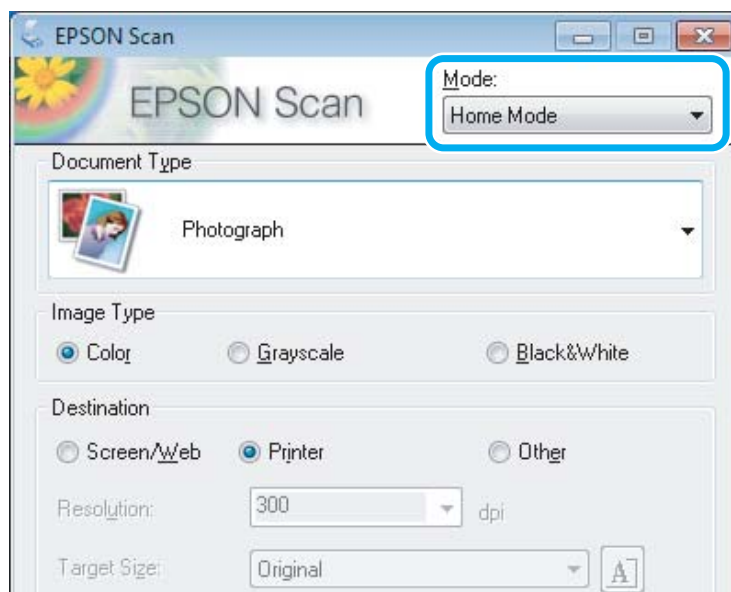 EPSON Scan
EPSON Scan
Mode:
Home Mode
Document Type
Photograph
Image Type
Color Grayscale Black&White
Destination
Screen/Web Printer Other
Resolution: 300 dpi
Target Size: Original A